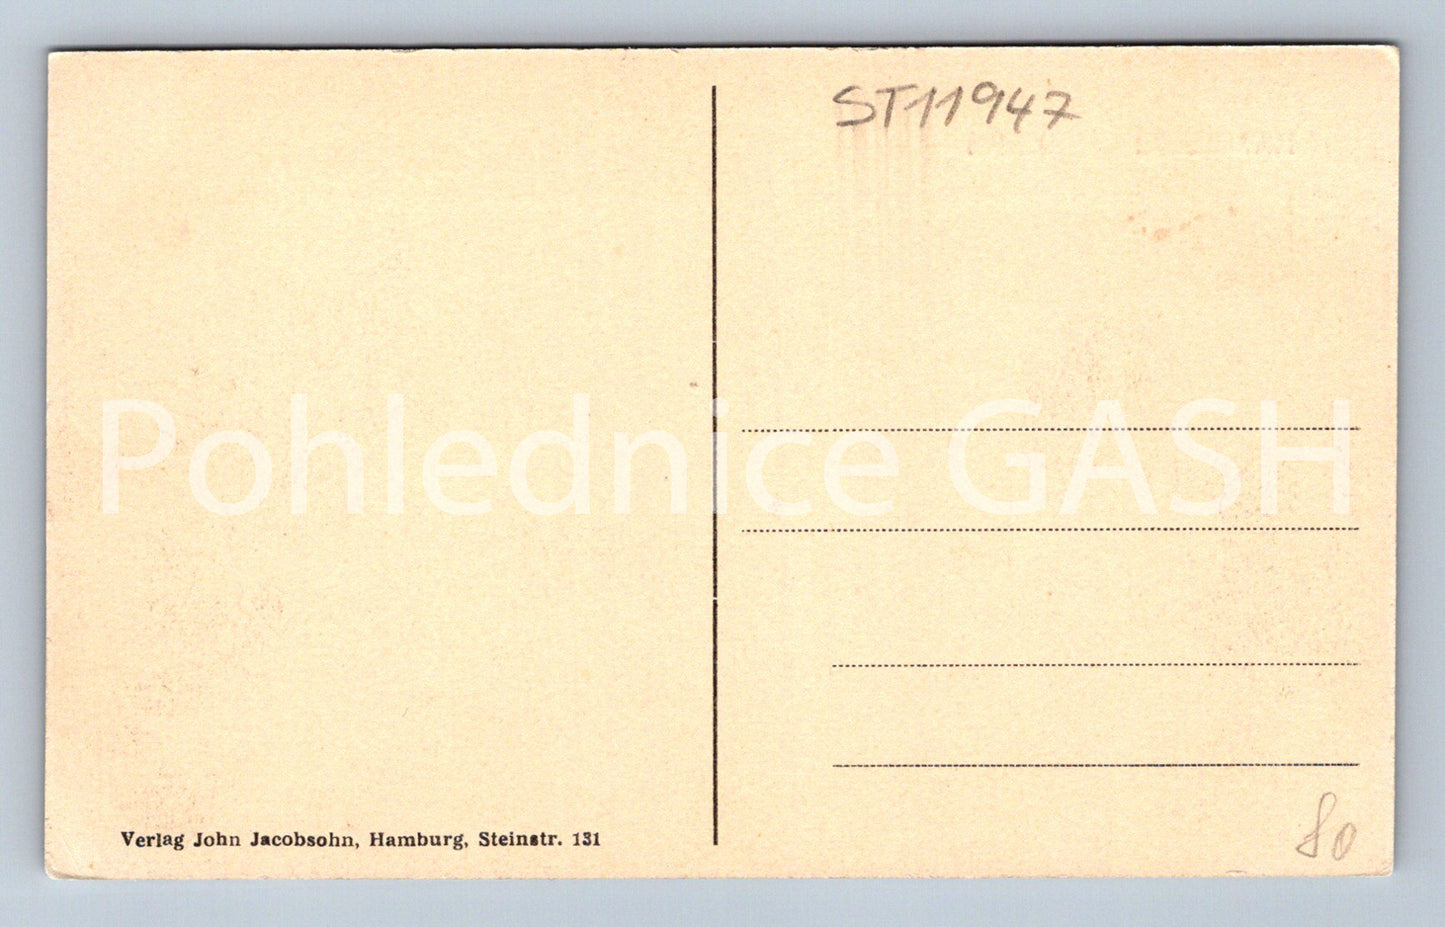 ST11947
Pohlednice GASH
Verlag John Jacobsohn, Hamburg, Steinstr. 131
80